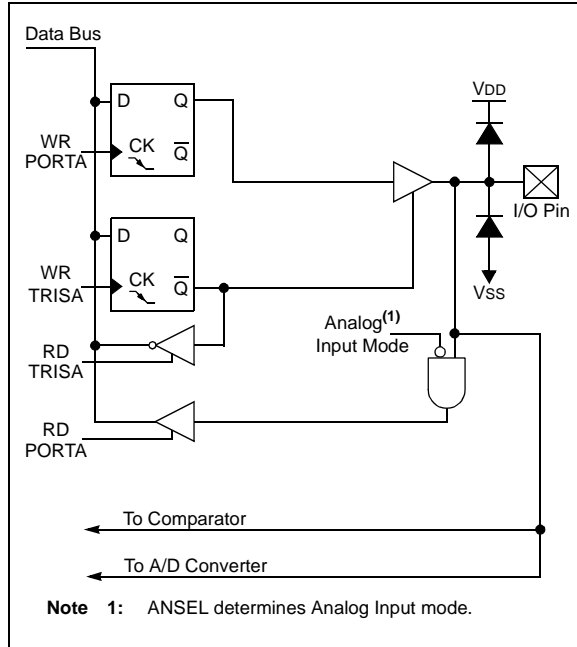 Data Bus
D Q
VDD
WR
PORTA
CK Q
I/O Pin
D Q
WR
TRISA
CK Q
VSS
Analog(1)
Input Mode
RD
TRISA
RD
PORTA
To Comparator
To A/D Converter
Note 1: ANSEL determines Analog Input mode.